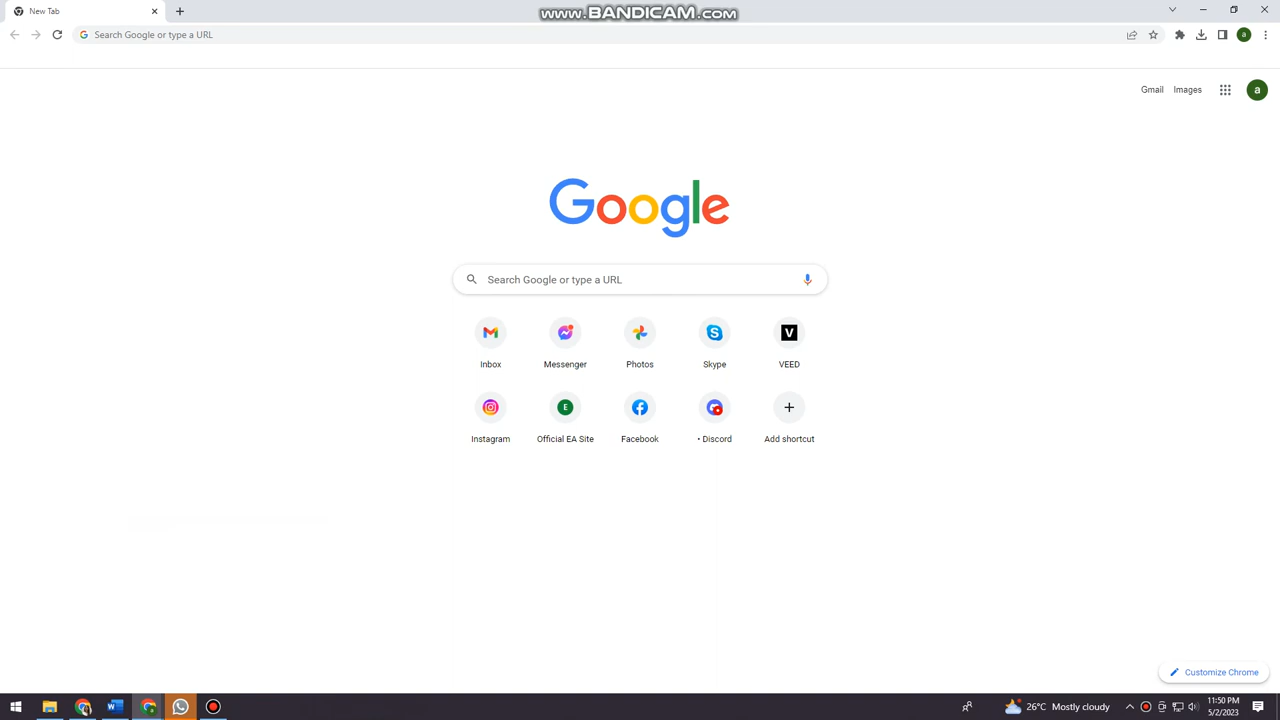 New Tab
www.BANDICAM.com
Search Google or type a URL
a
Gmail Images
a
Google
Search Google or type a URL
Inbox Messenger Photos Skype VEED
V
E
Instagram Official EA Site Facebook • Discord Add shortcut
Customize Chrome
26°C Mostly cloudy
11:50 PM
5/2/2023